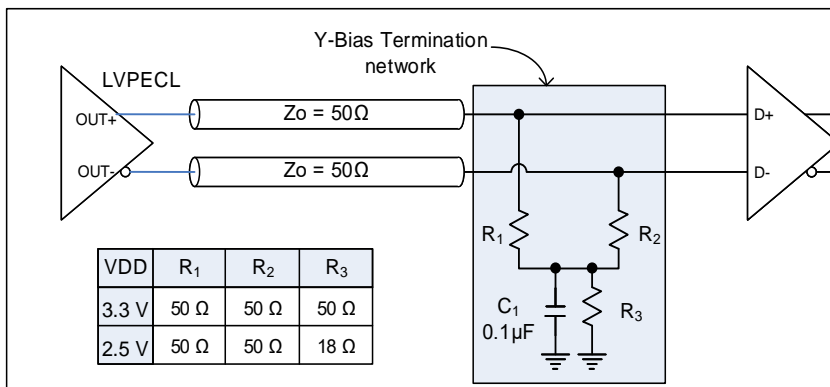 Y-Bias Termination
network
LVPECL
OUT+
Zo = 50Ω
D+
OUT-
Zo = 50Ω
D-
R1
R2
VDD R1 R2 R3
3.3 V 50 Ω 50 Ω 50 Ω
2.5 V 50 Ω 50 Ω 18 Ω
C1
0.1µF
R3